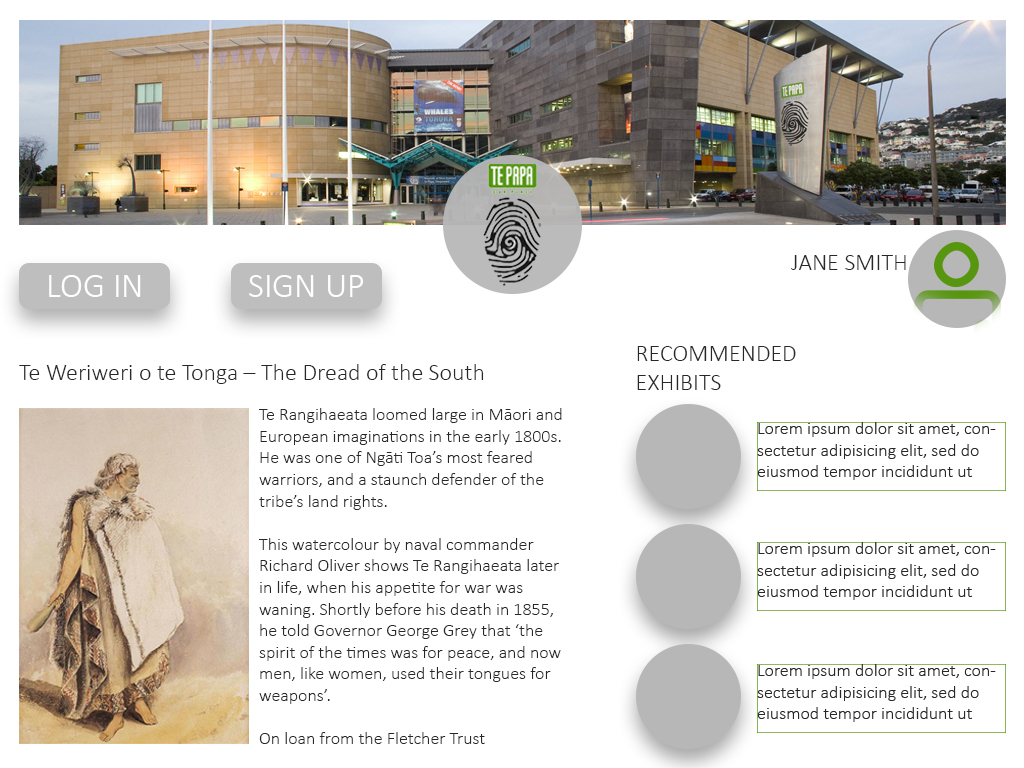 WHALES
TOHORĀ
TE PAPA
TE PAPA
LOG IN
SIGN UP
JANE SMITH
Te Weriweri o te Tonga – The Dread of the South
Te Rangihaeata loomed large in Māori and
European imaginations in the early 1800s.
He was one of Ngāti Toa’s most feared
warriors, and a staunch defender of the
tribe’s land rights.
This watercolour by naval commander
Richard Oliver shows Te Rangihaeata later
in life, when his appetite for war was
waning. Shortly before his death in 1855,
he told Governor George Grey that ‘the
spirit of the times was for peace, and now
men, like women, used their tongues for
weapons’.
On loan from the Fletcher Trust
RECOMMENDED
EXHIBITS
Lorem ipsum dolor sit amet, con-
sectetur adipisicing elit, sed do
eiusmod tempor incididunt ut
Lorem ipsum dolor sit amet, con-
sectetur adipisicing elit, sed do
eiusmod tempor incididunt ut
Lorem ipsum dolor sit amet, con-
sectetur adipisicing elit, sed do
eiusmod tempor incididunt ut